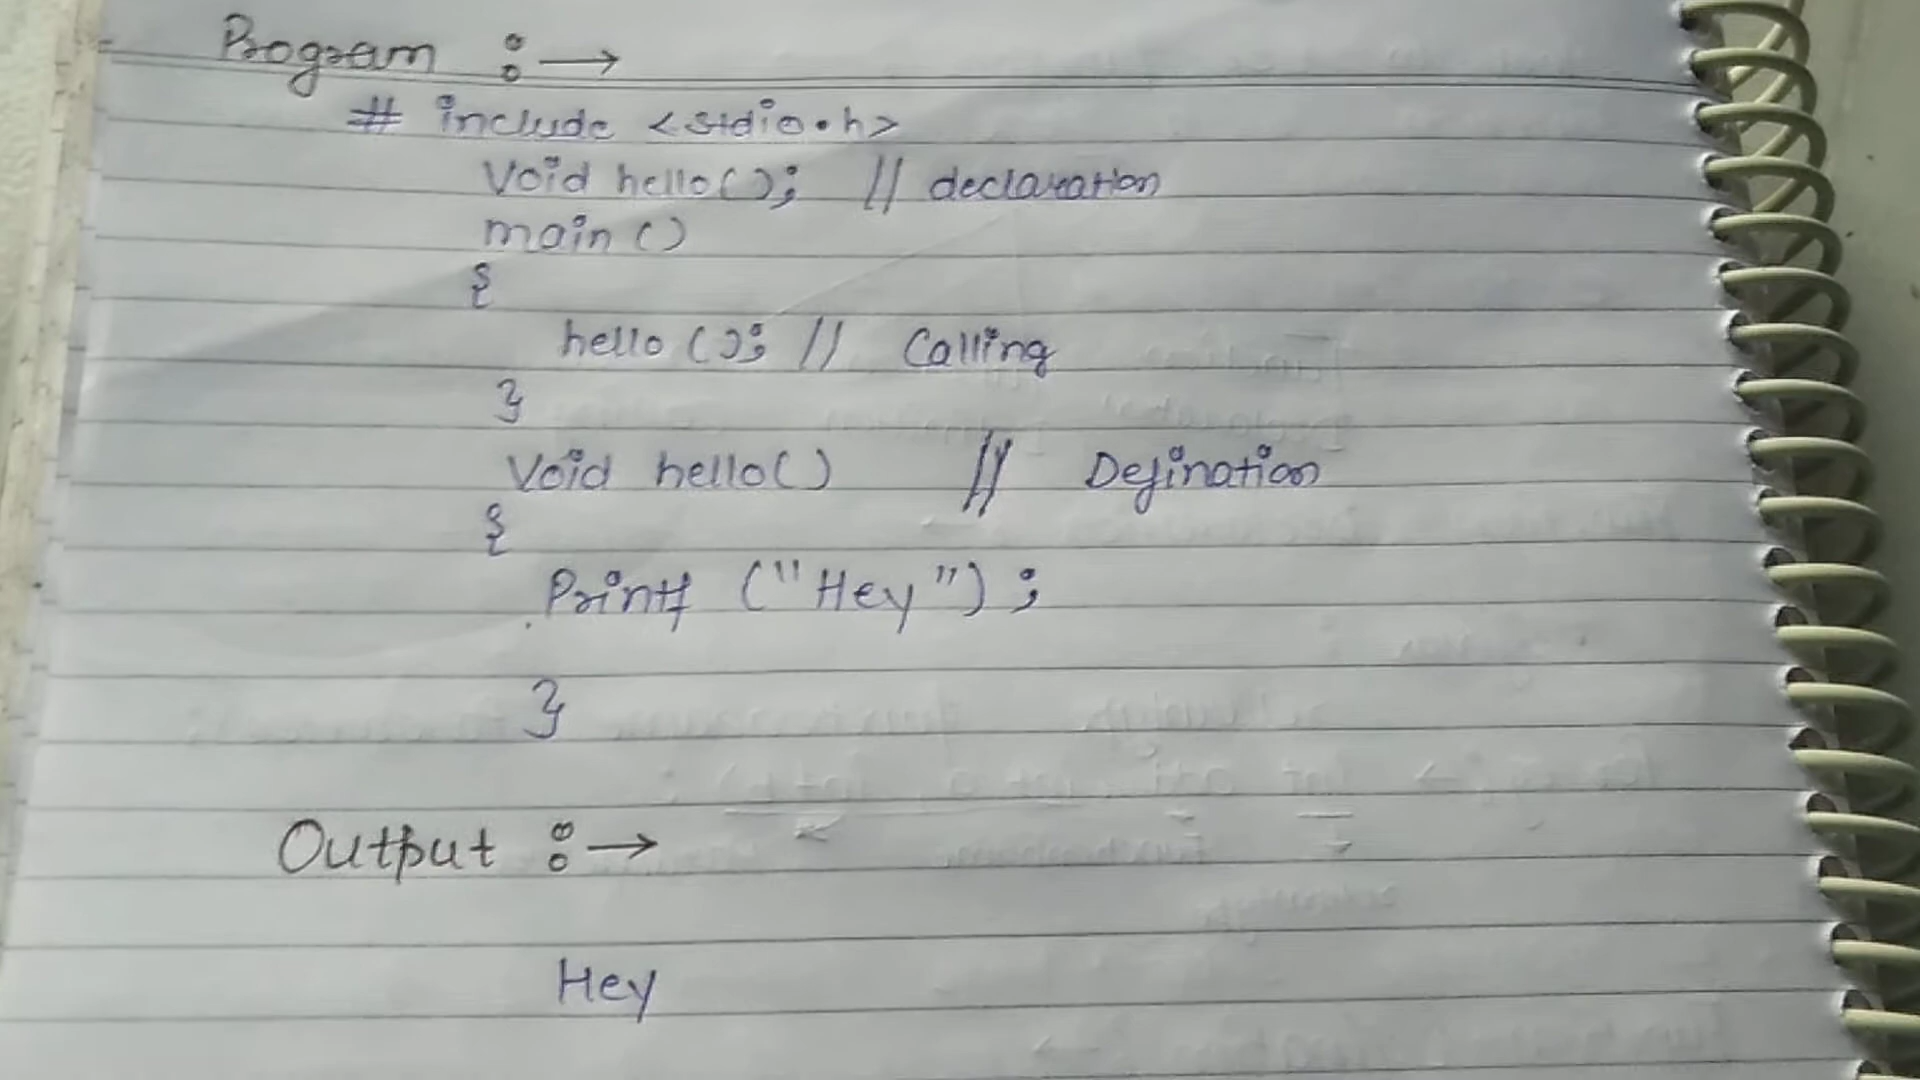 Program :→
# include <stdio.h>
Void hello(); // declaration
main ()
{
hello (); // Calling
}
Void hello() // Defination
{
Printf ("Hey");
}
Output :→
Hey